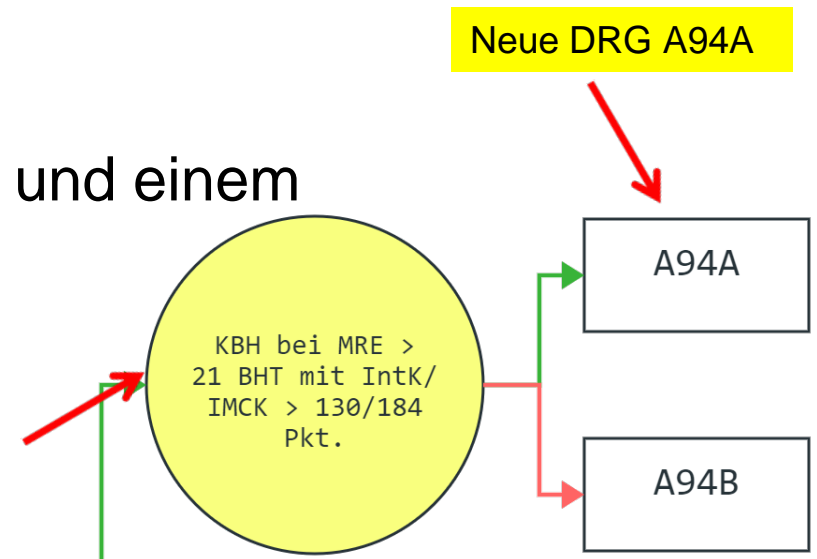 Neue DRG A94A
und einem
A94A
KBH bei MRE >
21 BHT mit IntK/
IMCK > 130/184
Pkt.
A94B